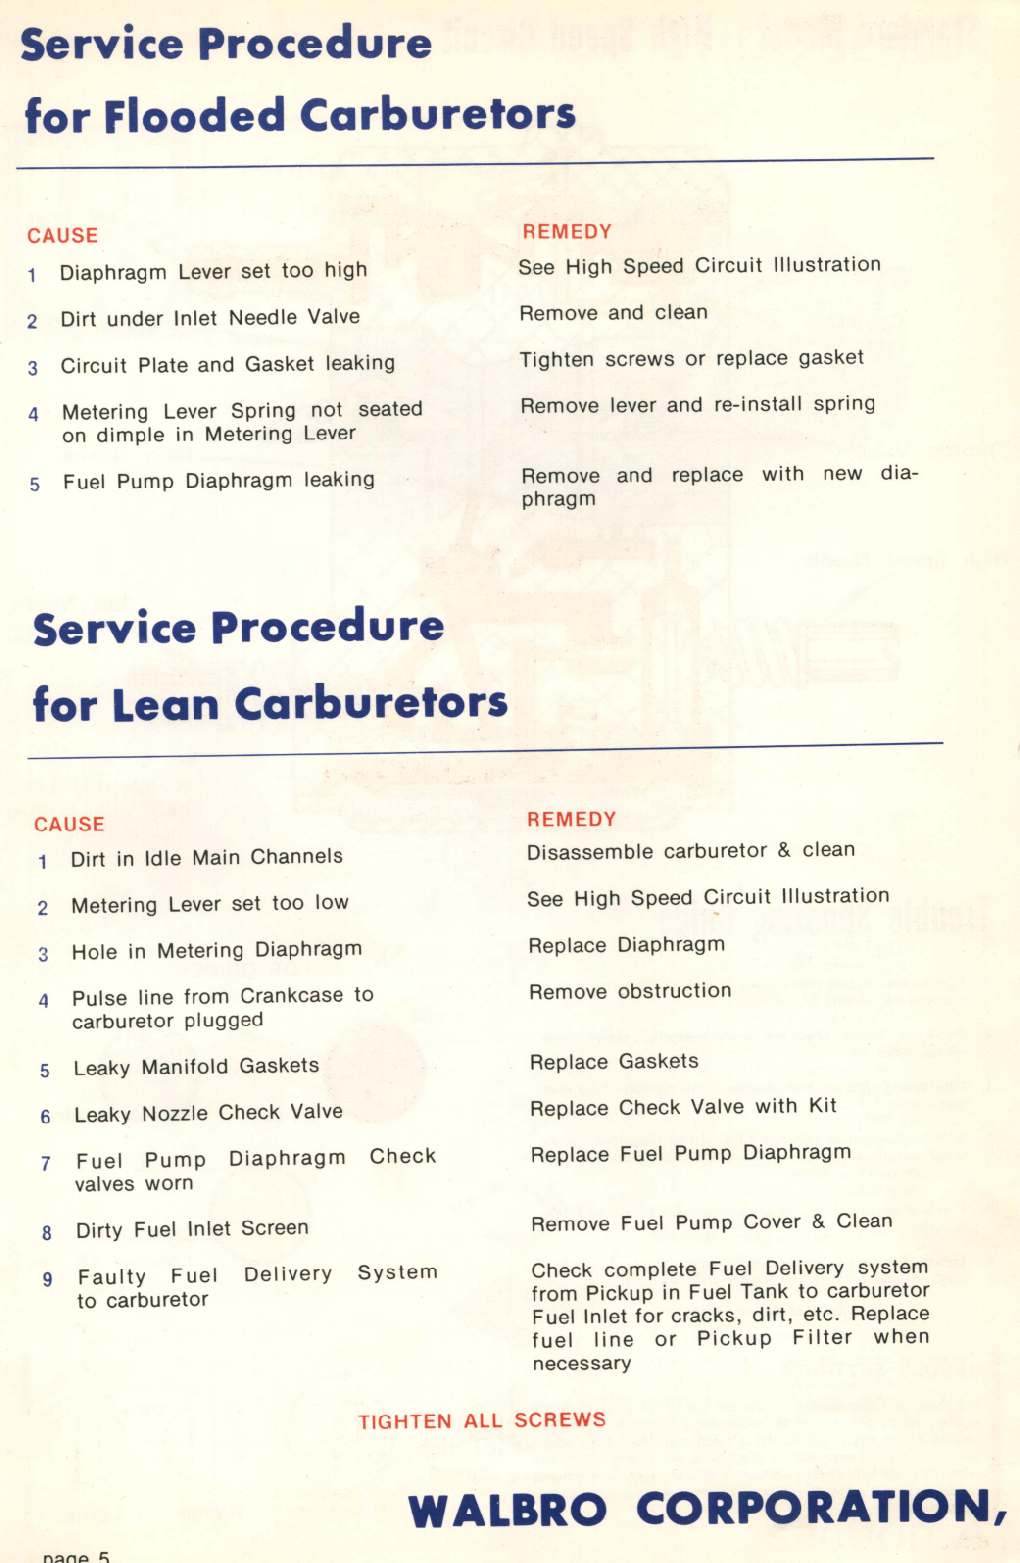 Service Procedure
for Flooded Carburetors
CAUSE
REMEDY
1 Diaphragm Lever set too high
See High Speed Circuit Illustration
2 Dirt under Inlet Needle Valve
Remove and clean
3 Circuit Plate and Gasket leaking
Tighten screws or replace gasket
4 Metering Lever Spring not seated
on dimple in Metering Lever
Remove lever and re-install spring
5 Fuel Pump Diaphragm leaking
Remove and replace with new dia-
phragm
Service Procedure
for Lean Carburetors
CAUSE
REMEDY
1 Dirt in Idle Main Channels
Disassemble carburetor & clean
2 Metering Lever set too low
See High Speed Circuit Illustration
3 Hole in Metering Diaphragm
Replace Diaphragm
4 Pulse line from Crankcase to
carburetor plugged
Remove obstruction
5 Leaky Manifold Gaskets
Replace Gaskets
6 Leaky Nozzle Check Valve
Replace Check Valve with Kit
7 Fuel Pump Diaphragm Check
valves worn
Replace Fuel Pump Diaphragm
8 Dirty Fuel Inlet Screen
Remove Fuel Pump Cover & Clean
9 Faulty Fuel Delivery System
to carburetor
Check complete Fuel Delivery system
from Pickup in Fuel Tank to carburetor
Fuel Inlet for cracks, dirt, etc. Replace
fuel line or Pickup Filter when
necessary
TIGHTEN ALL SCREWS
WALBRO CORPORATION,
page 5